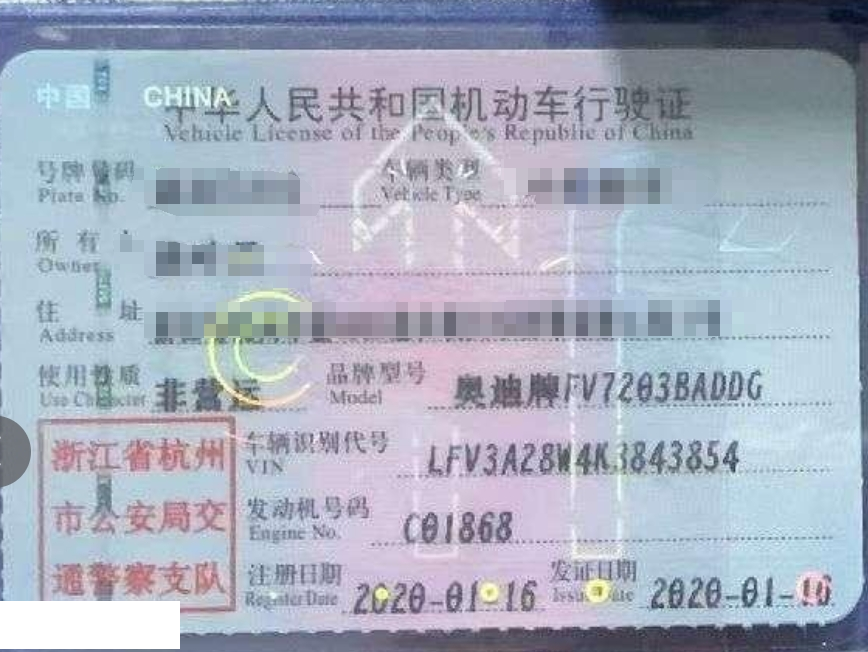 中国 CHINA
中华人民共和国机动车行驶证
Vehicle License of the People's Republic of China
号牌号码 车辆类型
Plate No. Vehicle Type
所有
Owner
住址
Address
使用性质 非营运 品牌型号 奥迪牌FV7203BADDG
Use Character Model
浙江省杭州 车辆识别代号 LFV3A28W4K3843854
VIN
市公安局交 发动机号码 C01868
Engine No.
通警察支队 注册日期 2020-01-16 发证日期 2020-01-16
Register Date Issue Date